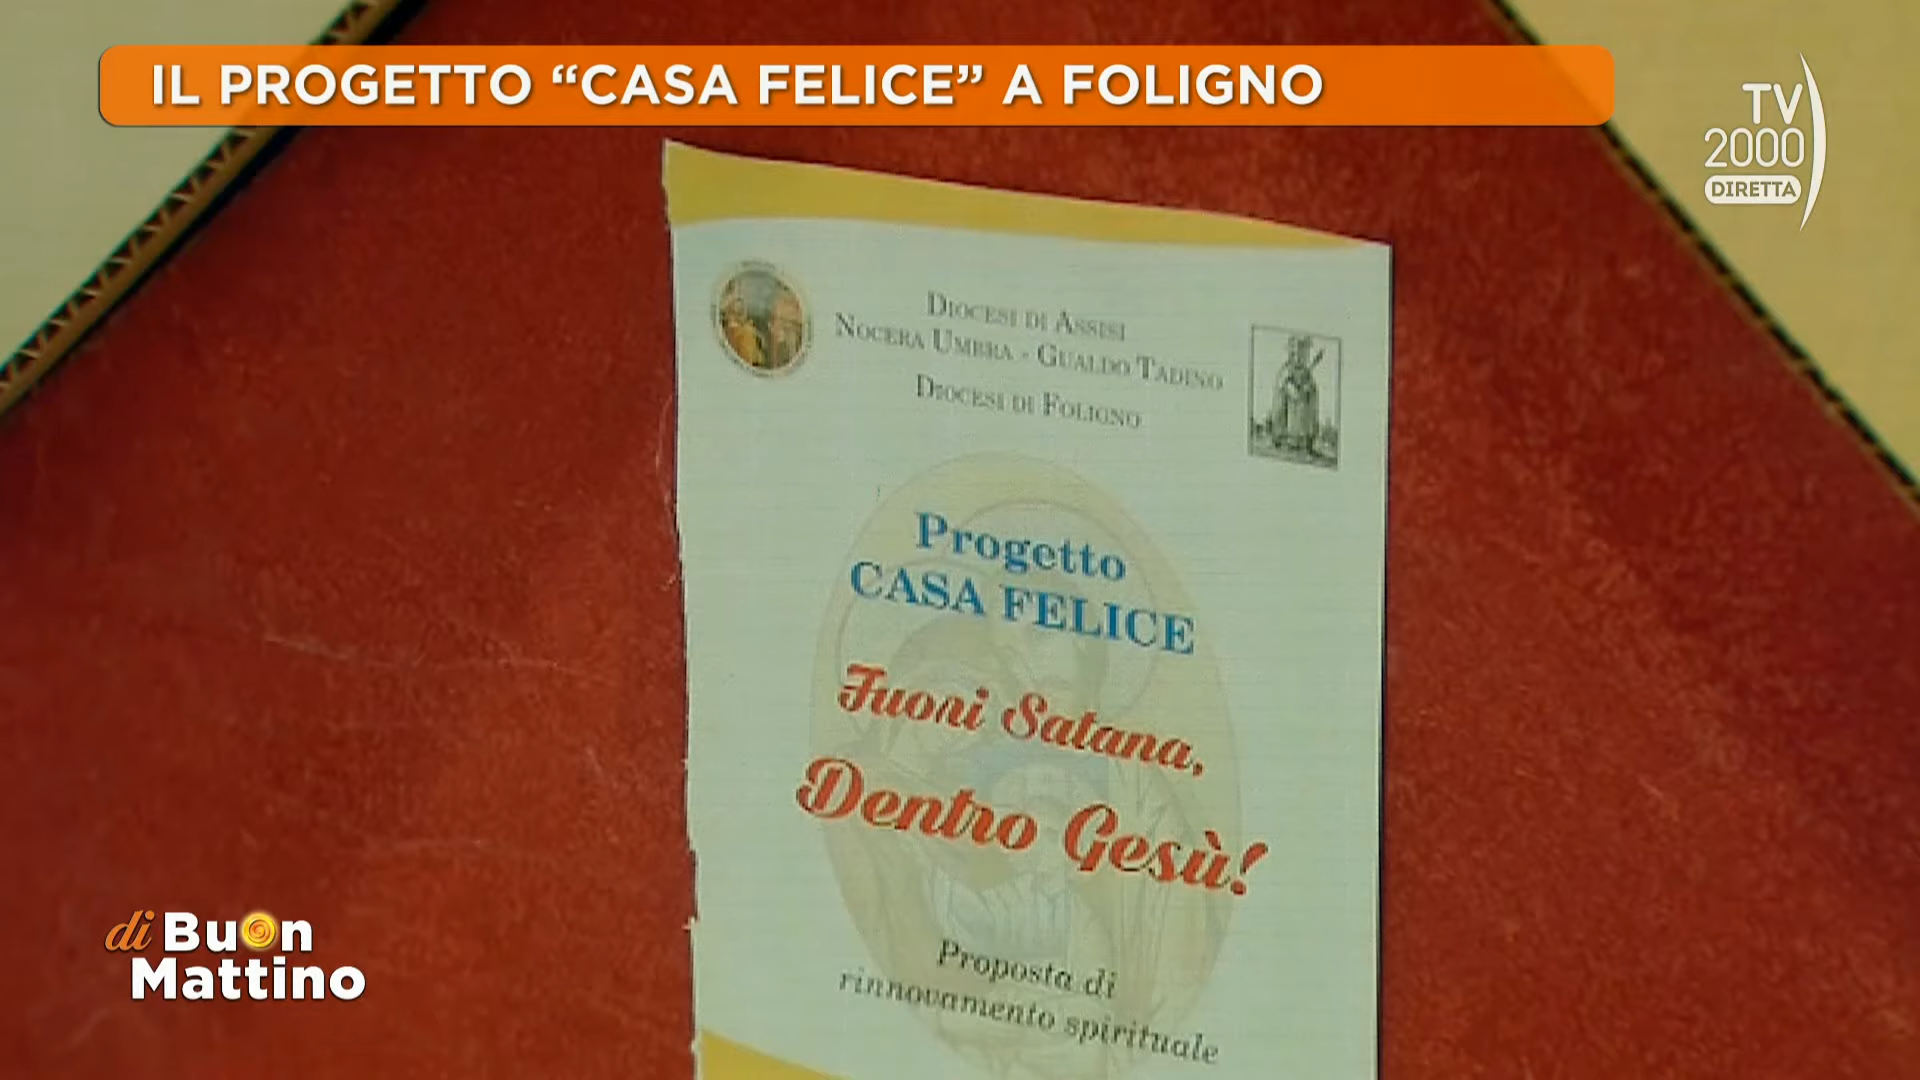 IL PROGETTO “CASA FELICE” A FOLIGNO
TV
2000
DIRETTA
DIOCESI DI ASSISI
NOCERA UMBRA - GUALDO TADINO
DIOCESI DI FOLIGNO
Progetto
CASA FELICE
Fuori Satana,
Dentro Gesù!
Proposta di
rinnovamento spirituale
di Buon
Mattino